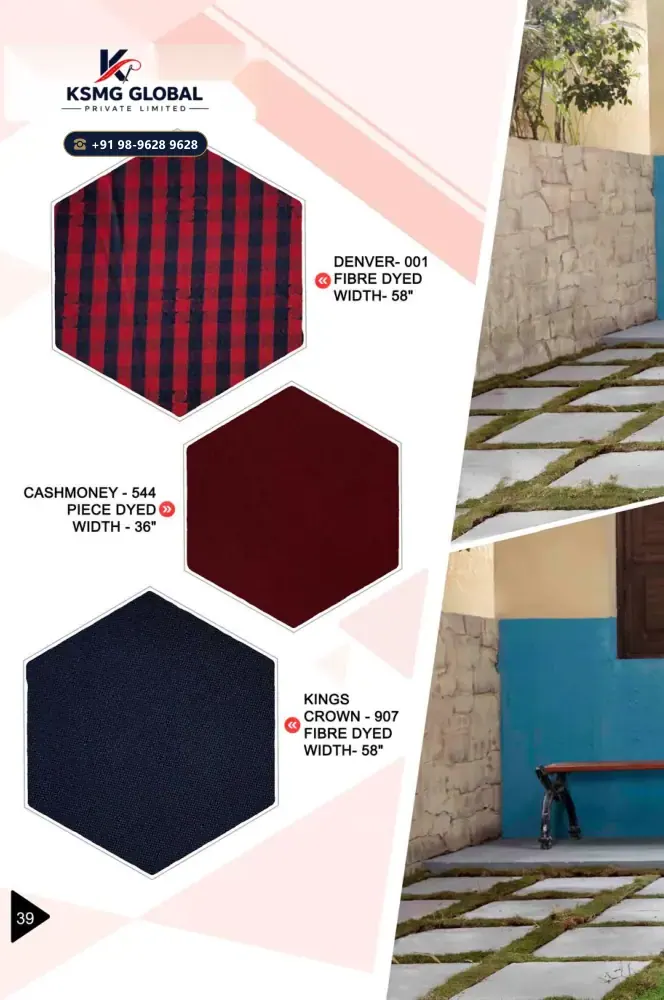 KSMG GLOBAL
PRIVATE LIMITED
+91 98-9628 9628
DENVER- 001
FIBRE DYED
WIDTH- 58"
CASHMONEY - 544
PIECE DYED
WIDTH - 36"
KINGS
CROWN - 907
FIBRE DYED
WIDTH- 58"
39